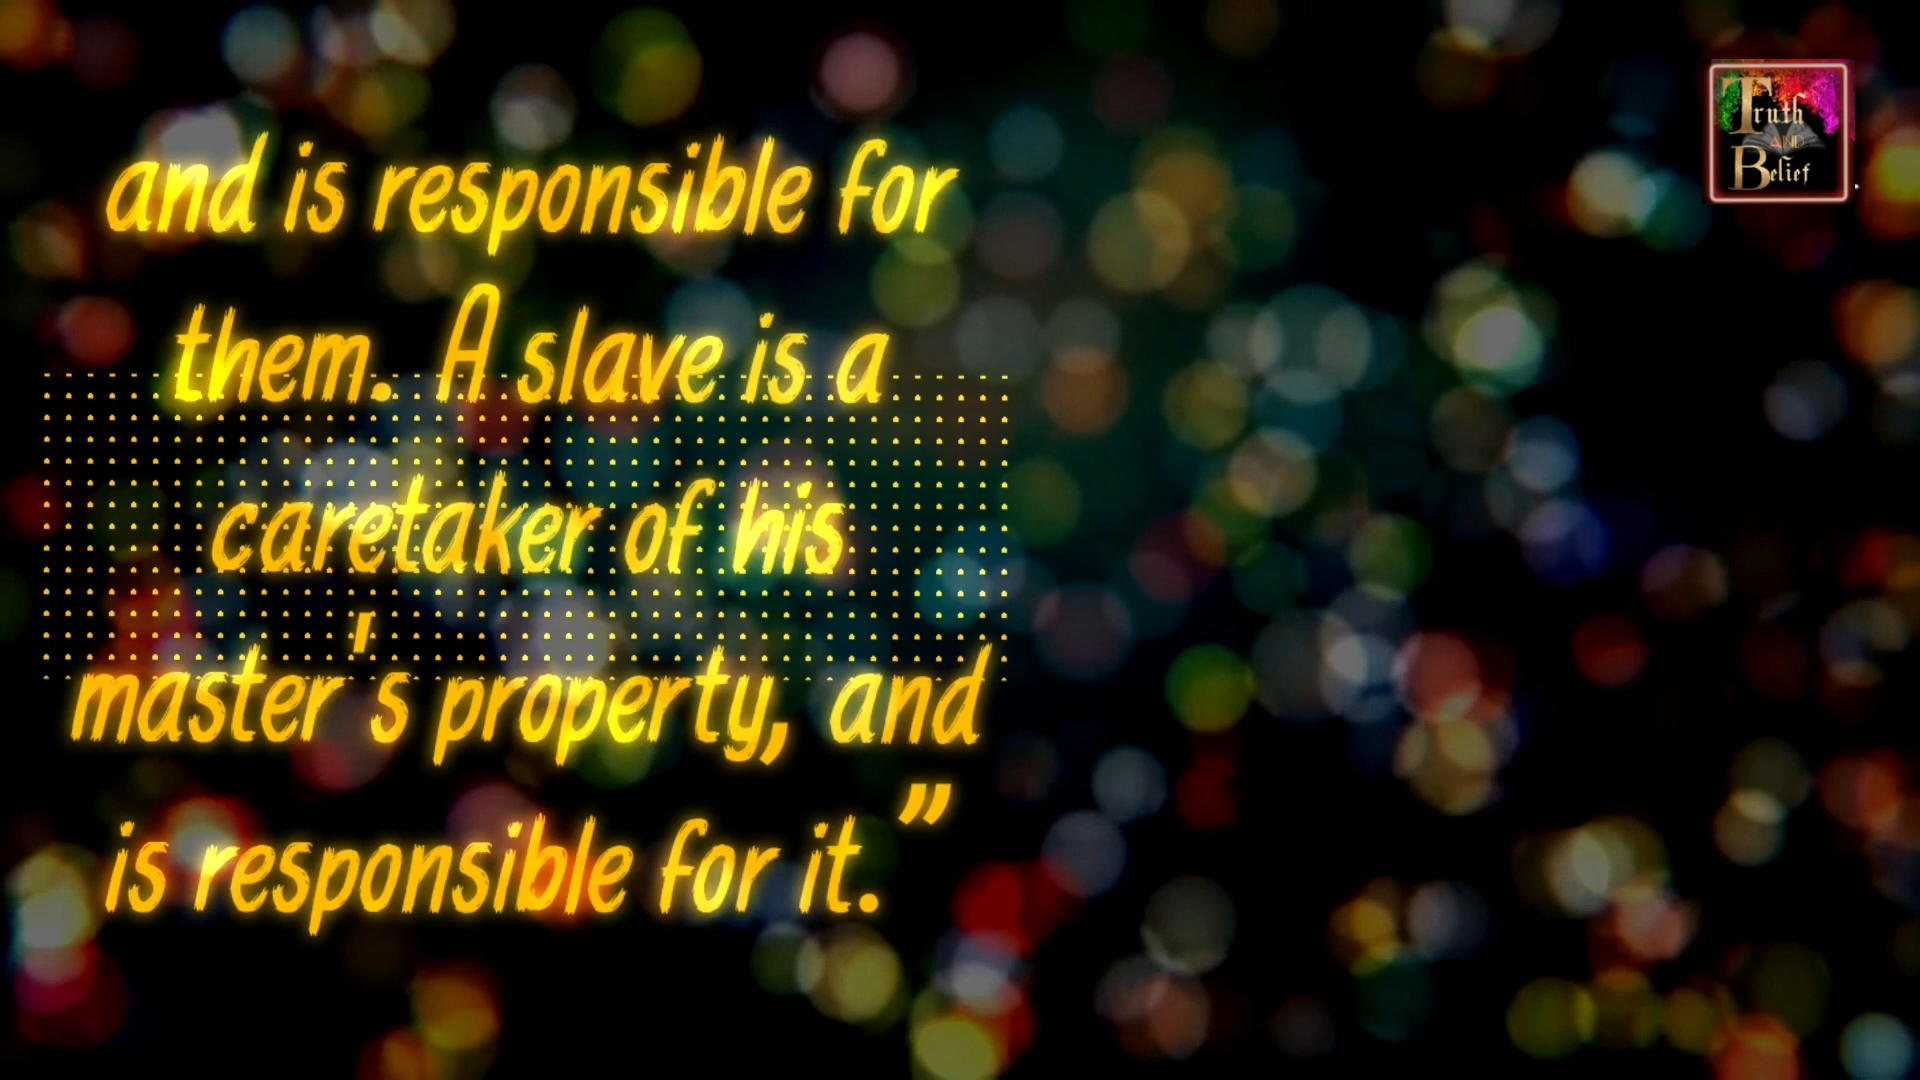 and is responsible for
them. A slave is a
caretaker of his
master's property, and
is responsible for it.”
Truth
AND
Belief